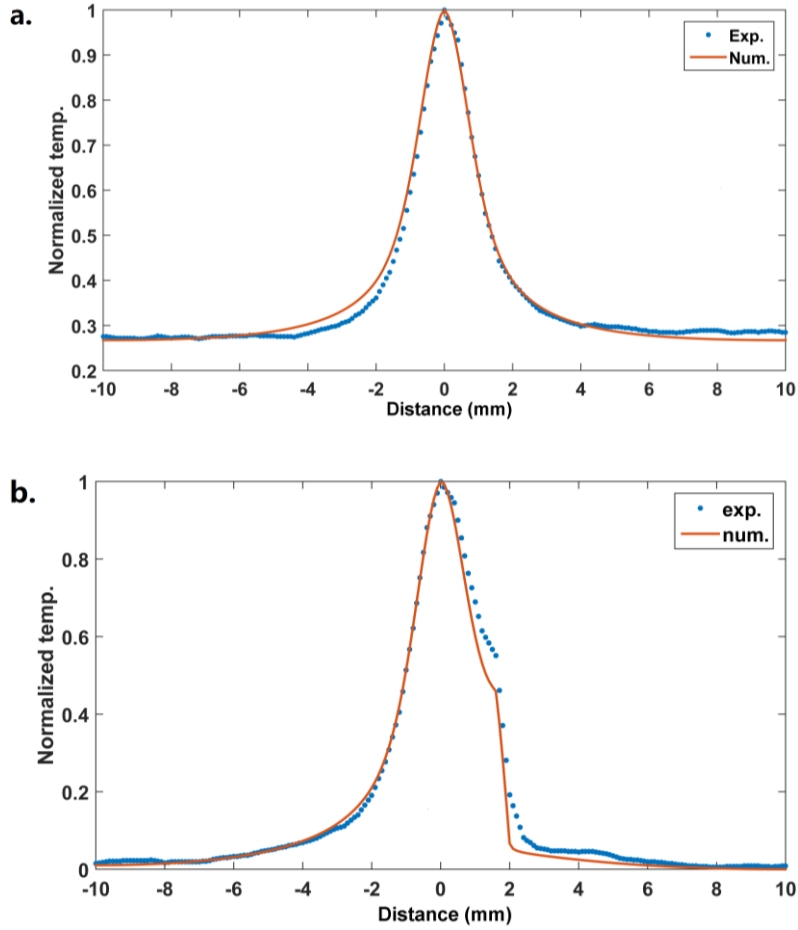 a.
1
0.9
0.8
0.7
0.6
0.5
0.4
0.3
0.2
Normalized temp.
Exp.
Num.
-10 -8 -6 -4 -2 0 2 4 6 8 10
Distance (mm)
b.
1
0.8
0.6
0.4
0.2
0
Normalized temp.
exp.
num.
-10 -8 -6 -4 -2 0 2 4 6 8 10
Distance (mm)